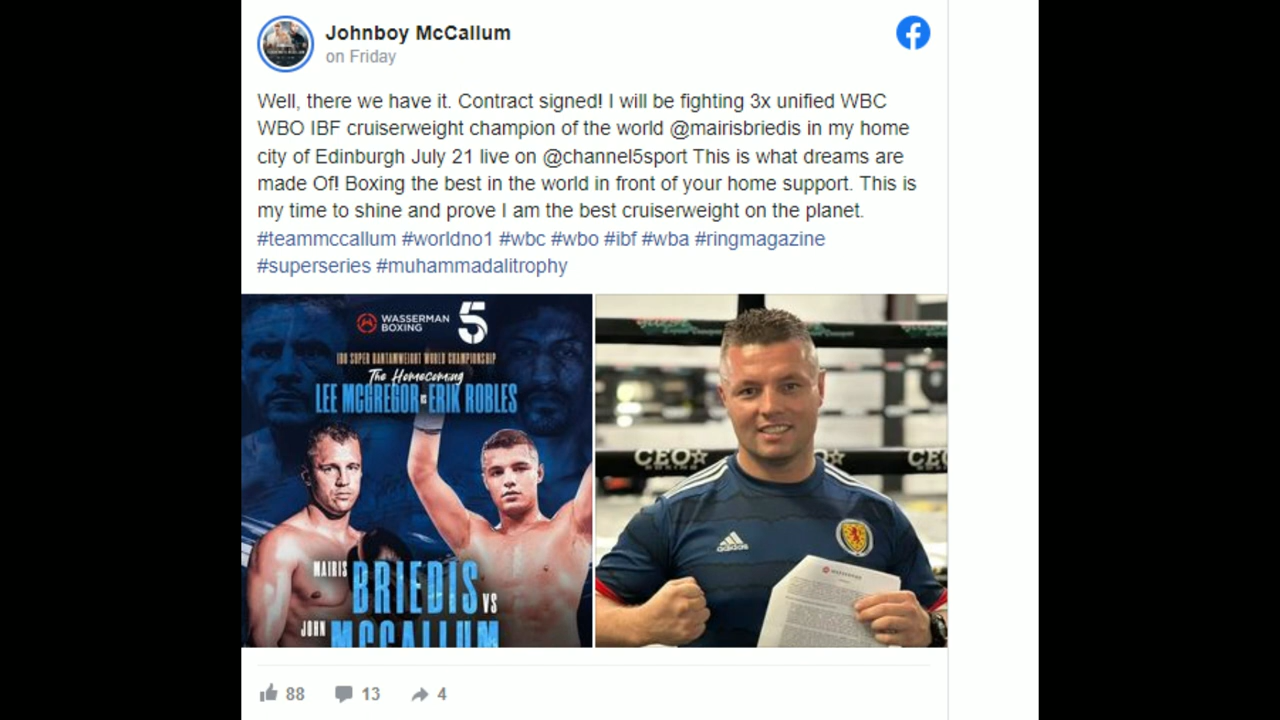 Johnboy McCallum
on Friday
Well, there we have it. Contract signed! I will be fighting 3x unified WBC
WBO IBF cruiserweight champion of the world @mairisbriedis in my home
city of Edinburgh July 21 live on @channel5sport This is what dreams are
made Of! Boxing the best in the world in front of your home support. This is
my time to shine and prove I am the best cruiserweight on the planet.
#teammccallum #worldno1 #wbc #wbo #ibf #wba #ringmagazine
#superseries #muhammadalitrophy
WASSERMAN
BOXING
5
IBO SUPER BANTAMWEIGHT WORLD CHAMPIONSHIP
The Homecoming
LEE MCGREGOR VS ERIK ROBLES
MAIRIS
BRIEDIS VS
JOHN
MCCALLUM
CEO
BOXING
CEO
adidas
WASSERMAN
88
13
4